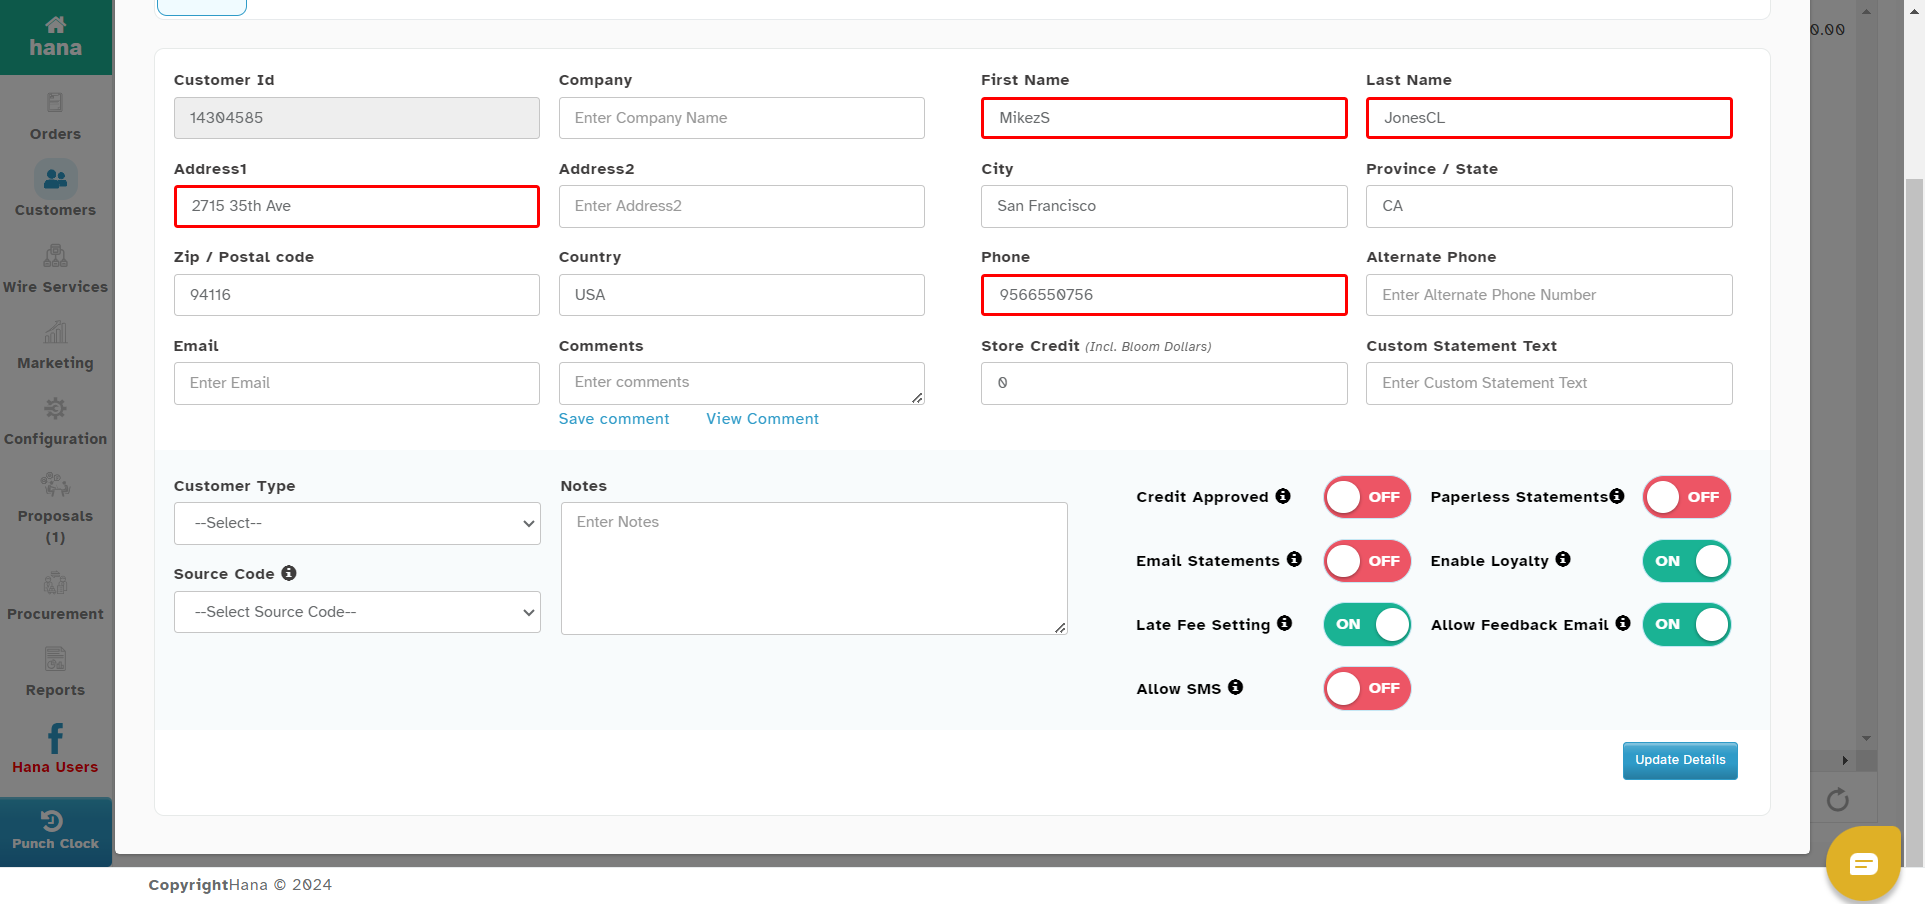 hana
Orders
Customers
Wire Services
Marketing
Configuration
Proposals
(1)
Procurement
Reports
Hana Users
Punch Clock
0.00
Customer Id
Company
First Name
Last Name
14304585
Enter Company Name
MikezS
JonesCL
Address1
Address2
City
Province / State
2715 35th Ave
Enter Address2
San Francisco
CA
Zip / Postal code
Country
Phone
Alternate Phone
94116
USA
9566550756
Enter Alternate Phone Number
Email
Comments
Store Credit (Incl. Bloom Dollars)
Custom Statement Text
Enter Email
Enter comments
0
Enter Custom Statement Text
Save comment
View Comment
Customer Type
Notes
--Select--
Enter Notes
Source Code
--Select Source Code--
Credit Approved
OFF
Paperless Statements
OFF
Email Statements
OFF
Enable Loyalty
ON
Late Fee Setting
ON
Allow Feedback Email
ON
Allow SMS
OFF
Update Details
CopyrightHana © 2024